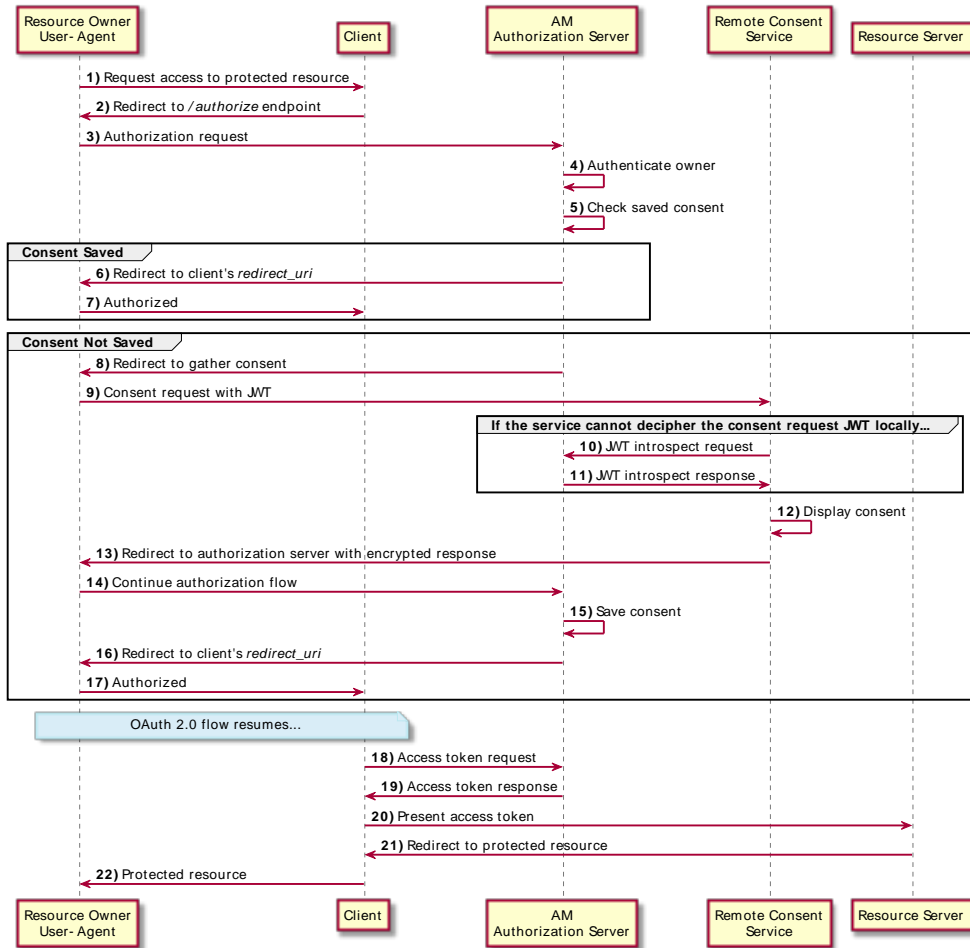 Resource Owner
User- Agent
Client
AM
Authorization Server
Remote Consent
Service
Resource Server
1) Request access to protected resource
2) Redirect to /authorize endpoint
3) Authorization request
4) Authenticate owner
5) Check saved consent
Consent Saved
6) Redirect to client's redirect_uri
7) Authorized
Consent Not Saved
8) Redirect to gather consent
9) Consent request with JWT
If the service cannot decipher the consent request JWT locally...
10) JWT introspect request
11) JWT introspect response
12) Display consent
13) Redirect to authorization server with encrypted response
14) Continue authorization flow
15) Save consent
16) Redirect to client's redirect_uri
17) Authorized
OAuth 2.0 flow resumes...
18) Access token request
19) Access token response
20) Present access token
21) Redirect to protected resource
22) Protected resource
Resource Owner
User- Agent
Client
AM
Authorization Server
Remote Consent
Service
Resource Server